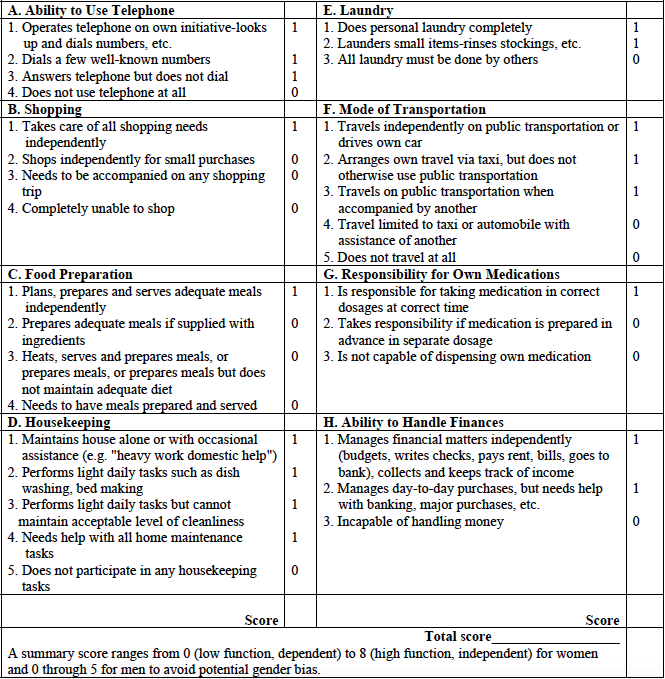 A. Ability to Use Telephone
1. Operates telephone on own initiative-looks 1
up and dials numbers, etc.
2. Dials a few well-known numbers 1
3. Answers telephone but does not dial 1
4. Does not use telephone at all 0
E. Laundry
1. Does personal laundry completely 1
2. Launders small items-rinses stockings, etc. 1
3. All laundry must be done by others 0
B. Shopping
1. Takes care of all shopping needs 1
independently
2. Shops independently for small purchases 0
3. Needs to be accompanied on any shopping 0
trip
4. Completely unable to shop 0
F. Mode of Transportation
1. Travels independently on public transportation or 1
drives own car
2. Arranges own travel via taxi, but does not 1
otherwise use public transportation
3. Travels on public transportation when 1
accompanied by another
4. Travel limited to taxi or automobile with 0
assistance of another
5. Does not travel at all 0
C. Food Preparation
1. Plans, prepares and serves adequate meals 1
independently
2. Prepares adequate meals if supplied with 0
ingredients
3. Heats, serves and prepares meals, or 0
prepares meals, or prepares meals but does
not maintain adequate diet
4. Needs to have meals prepared and served 0
G. Responsibility for Own Medications
1. Is responsible for taking medication in correct 1
dosages at correct time
2. Takes responsibility if medication is prepared in 0
advance in separate dosage
3. Is not capable of dispensing own medication 0
D. Housekeeping
1. Maintains house alone or with occasional 1
assistance (e.g. "heavy work domestic help")
2. Performs light daily tasks such as dish 1
washing, bed making
3. Performs light daily tasks but cannot 1
maintain acceptable level of cleanliness
4. Needs help with all home maintenance 1
tasks
5. Does not participate in any housekeeping 0
tasks
H. Ability to Handle Finances
1. Manages financial matters independently 1
(budgets, writes checks, pays rent, bills, goes to
bank), collects and keeps track of income
2. Manages day-to-day purchases, but needs help 1
with banking, major purchases, etc.
3. Incapable of handling money 0
Score
Score
Total score
A summary score ranges from 0 (low function, dependent) to 8 (high function, independent) for women
and 0 through 5 for men to avoid potential gender bias.